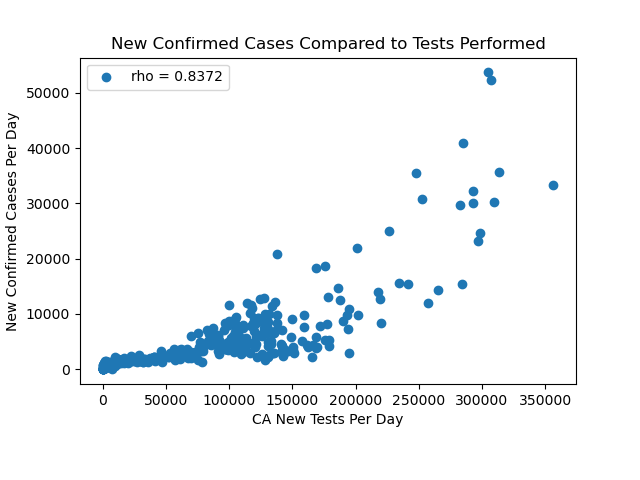 New Confirmed Cases Compared to Tests Performed
rho = 0.8372
New Confirmed Caeses Per Day
50000
40000
30000
20000
10000
0
0 50000 100000 150000 200000 250000 300000 350000
CA New Tests Per Day